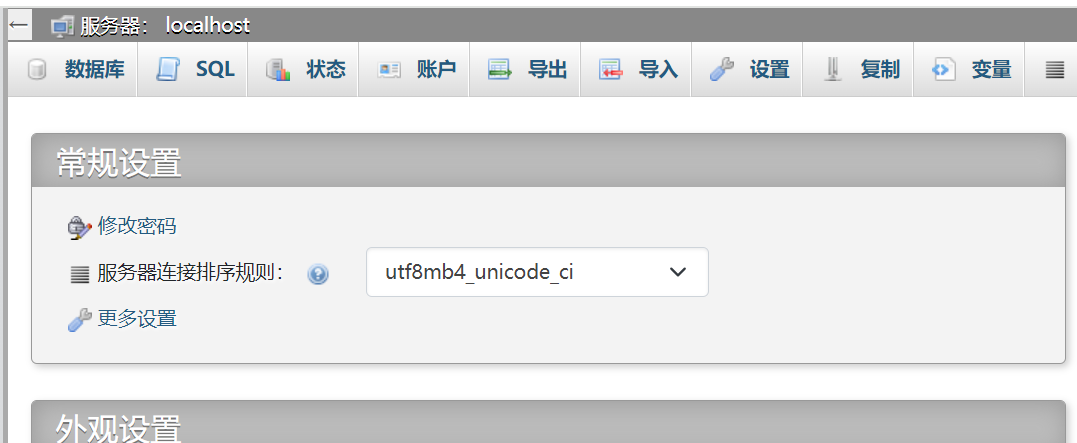 ← 服务器： localhost
数据库 SQL 状态 账户 导出 导入 设置 复制 变量
常规设置
修改密码
服务器连接排序规则： utf8mb4_unicode_ci
更多设置
外观设置